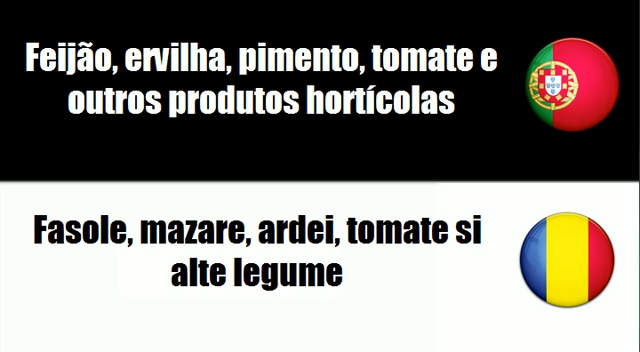 Feijão, ervilha, pimento, tomate e
outros produtos hortícolas
Fasole, mazare, ardei, tomate si
alte legume